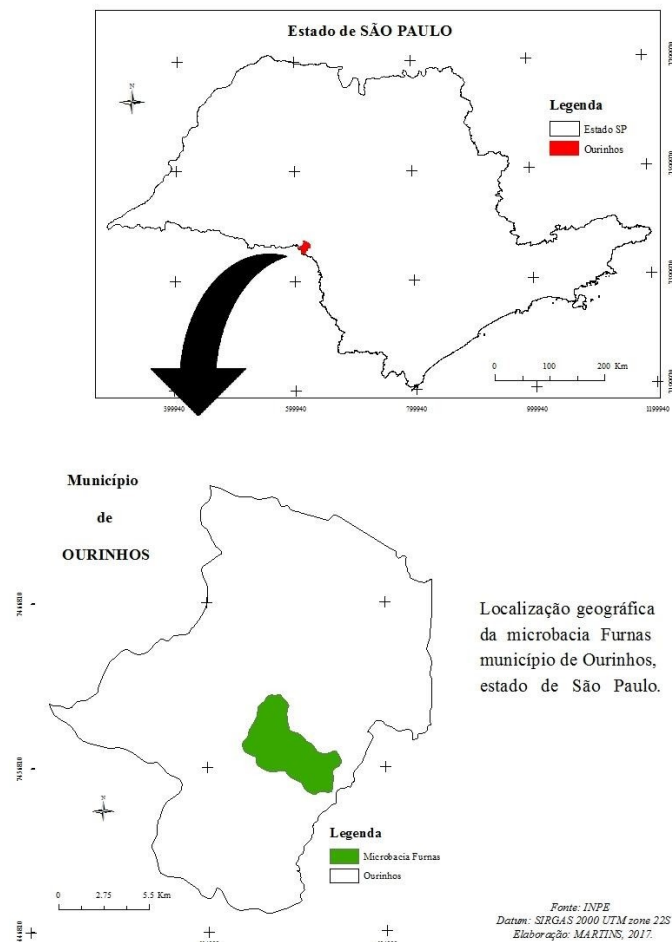 Estado de SÃO PAULO
N
Legenda
Estado SP
Ourinhos
0 100 200 Km
399940 599940 799940 999940 1199940
Município
de
OURINHOS
Localização geográfica
da microbacia Furnas
município de Ourinhos,
estado de São Paulo.
Legenda
Microbacia Furnas
Ourinhos
0 2.75 5.5 Km
Fonte: INPE
Datum: SIRGAS 2000 UTM zone 22S
Elaboração: MARTINS, 2017.